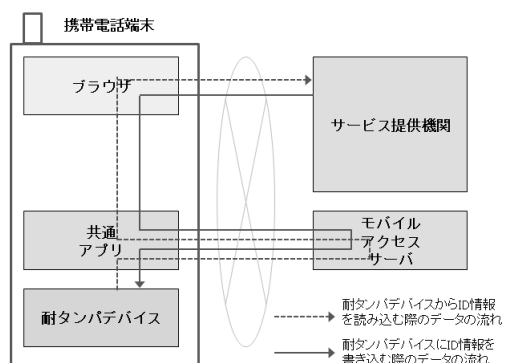 携帯電話端末
ブラウザ
サービス提供機関
共通
アプリ
モバイル
アクセス
サーバ
耐タンパデバイス
耐タンパデバイスからID情報
を読み込む際のデータの流れ
耐タンパデバイスにID情報を
書き込む際のデータの流れ